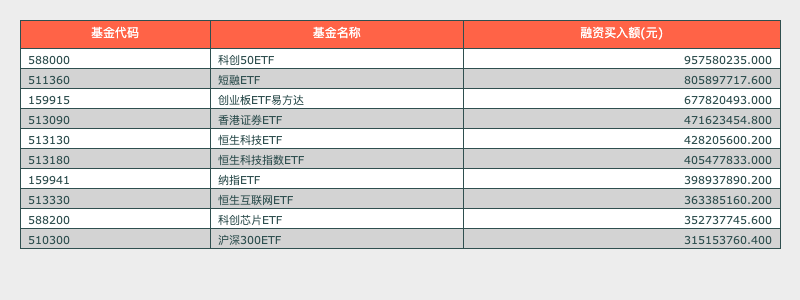 基金代码 基金名称 融资买入额(元)
588000 科创50ETF 957580235.000
511360 短融ETF 805897717.600
159915 创业板ETF易方达 677820493.000
513090 香港证券ETF 471623454.800
513130 恒生科技ETF 428205600.200
513180 恒生科技指数ETF 405477833.000
159941 纳指ETF 398937890.200
513330 恒生互联网ETF 363385160.200
588200 科创芯片ETF 352737745.600
510300 沪深300ETF 315153760.400